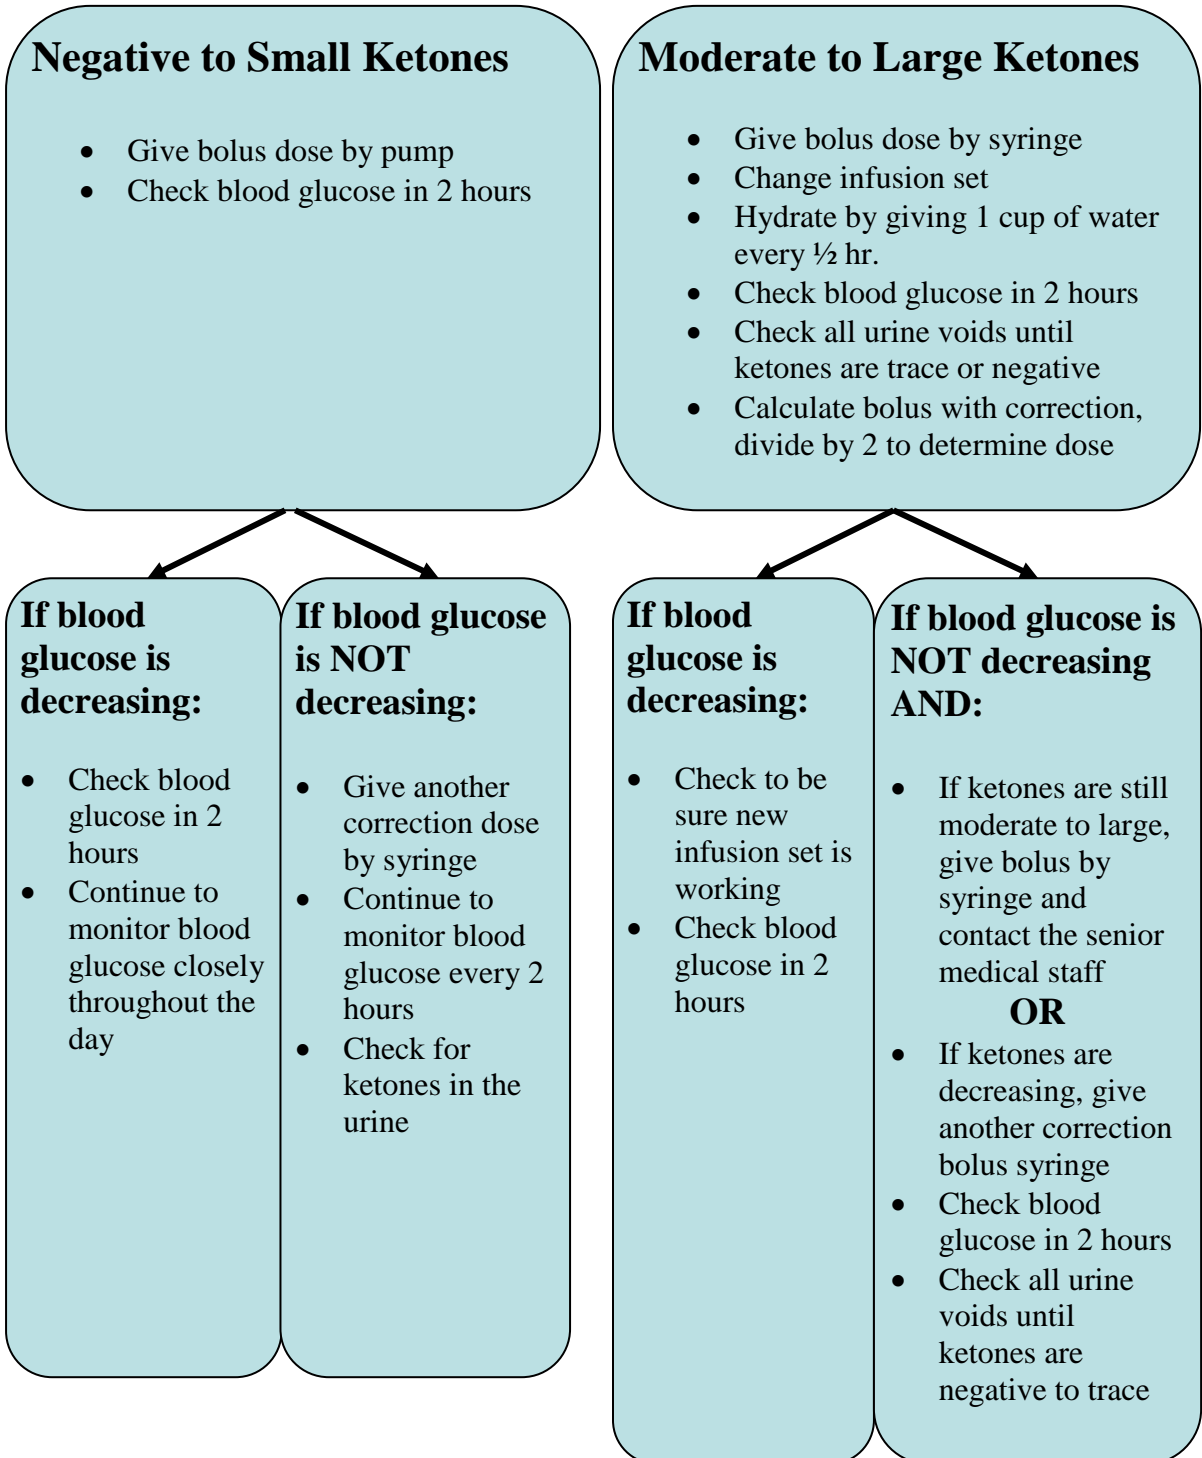 Negative to Small Ketones
• Give bolus dose by pump
• Check blood glucose in 2 hours
Moderate to Large Ketones
• Give bolus dose by syringe
• Change infusion set
• Hydrate by giving 1 cup of water
every ½ hr.
• Check blood glucose in 2 hours
• Check all urine voids until
ketones are trace or negative
• Calculate bolus with correction,
divide by 2 to determine dose
If blood
glucose is
decreasing:
• Check blood
glucose in 2
hours
• Continue to
monitor blood
glucose closely
throughout the
day
If blood glucose
is NOT
decreasing:
• Give another
correction dose
by syringe
• Continue to
monitor blood
glucose every 2
hours
• Check for
ketones in the
urine
If blood
glucose is
decreasing:
• Check to be
sure new
infusion set is
working
• Check blood
glucose in 2
hours
If blood glucose is
NOT decreasing
AND:
• If ketones are still
moderate to large,
give bolus by
syringe and
contact the senior
medical staff
OR
• If ketones are
decreasing, give
another correction
bolus syringe
• Check blood
glucose in 2 hours
• Check all urine
voids until
ketones are
negative to trace